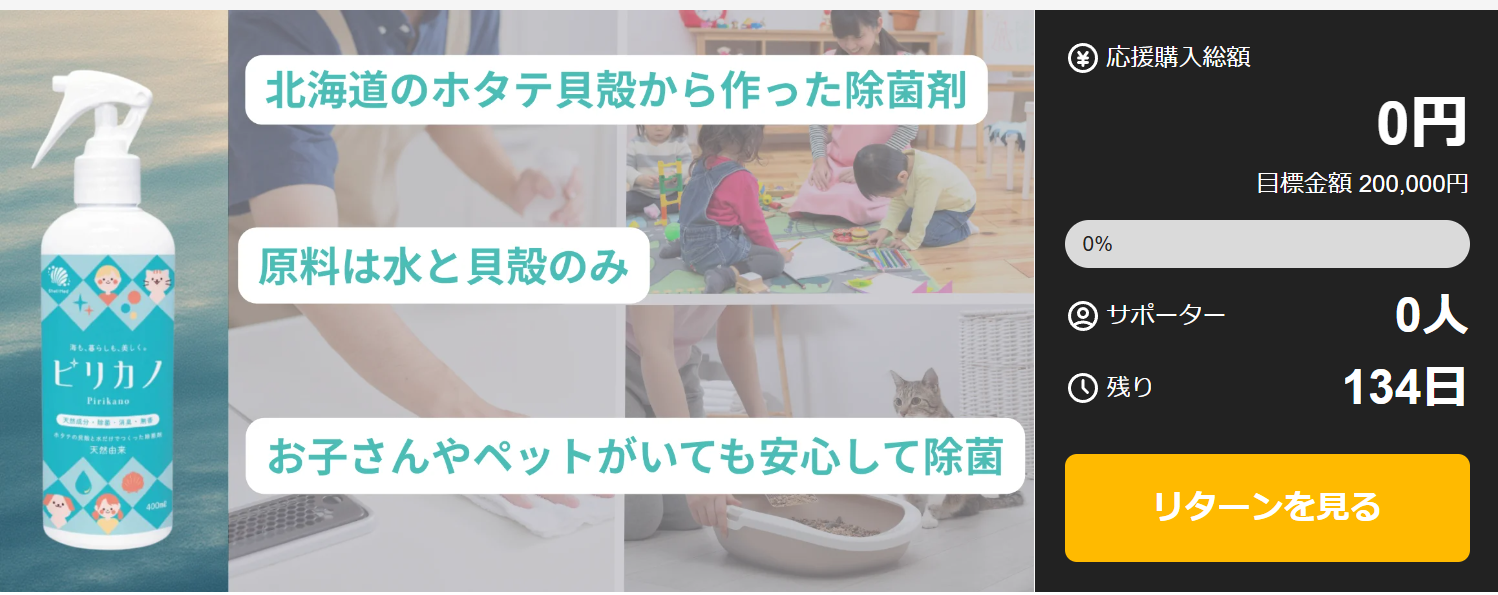 北海道のホタテ貝殻から作った除菌剤
原料は水と貝殻のみ
お子さんやペットがいても安心して除菌
海も、暮らしも、美しく。
ピリカノ
Pirikano
天然成分・除菌・消臭・無害
ホタテの貝殻と水だけでつくった除菌剤
天然由来
400ml
応援購入総額
0円
目標金額 200,000円
0%
サポーター
0人
残り
134日
リターンを見る